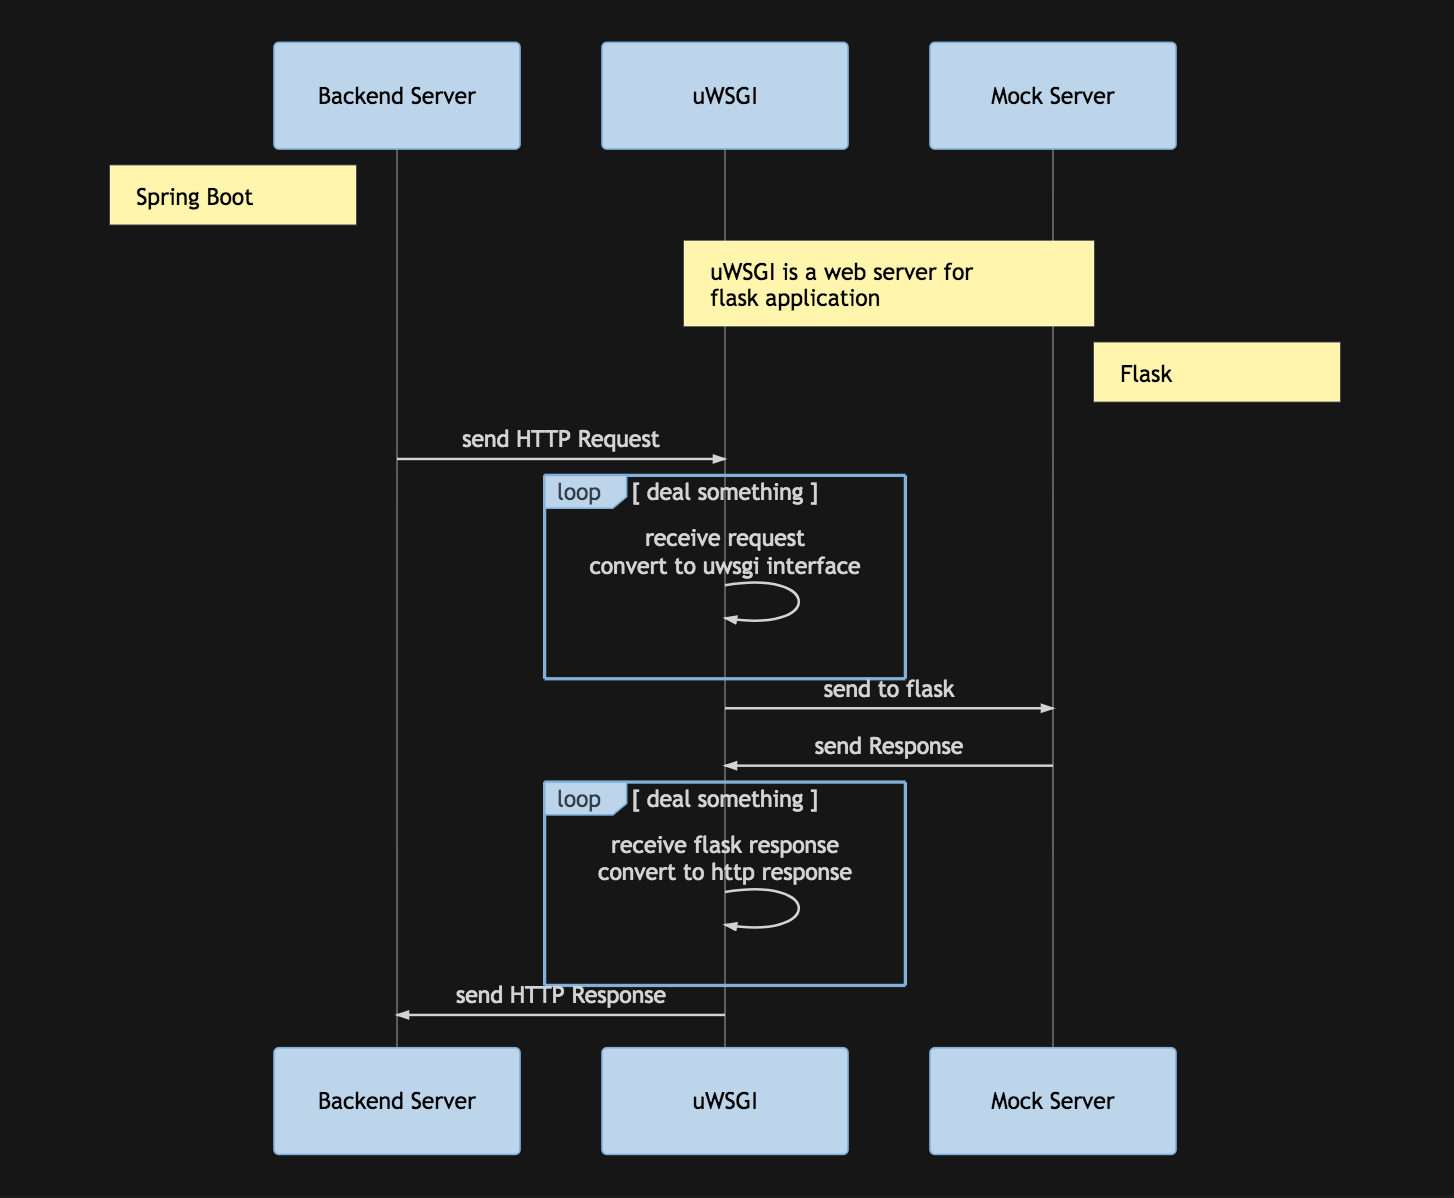 Backend Server
uWSGI
Mock Server
Spring Boot
uWSGI is a web server for
flask application
Flask
send HTTP Request
loop
[ deal something ]
receive request
convert to uwsgi interface
send to flask
send Response
loop
[ deal something ]
receive flask response
convert to http response
send HTTP Response
Backend Server
uWSGI
Mock Server